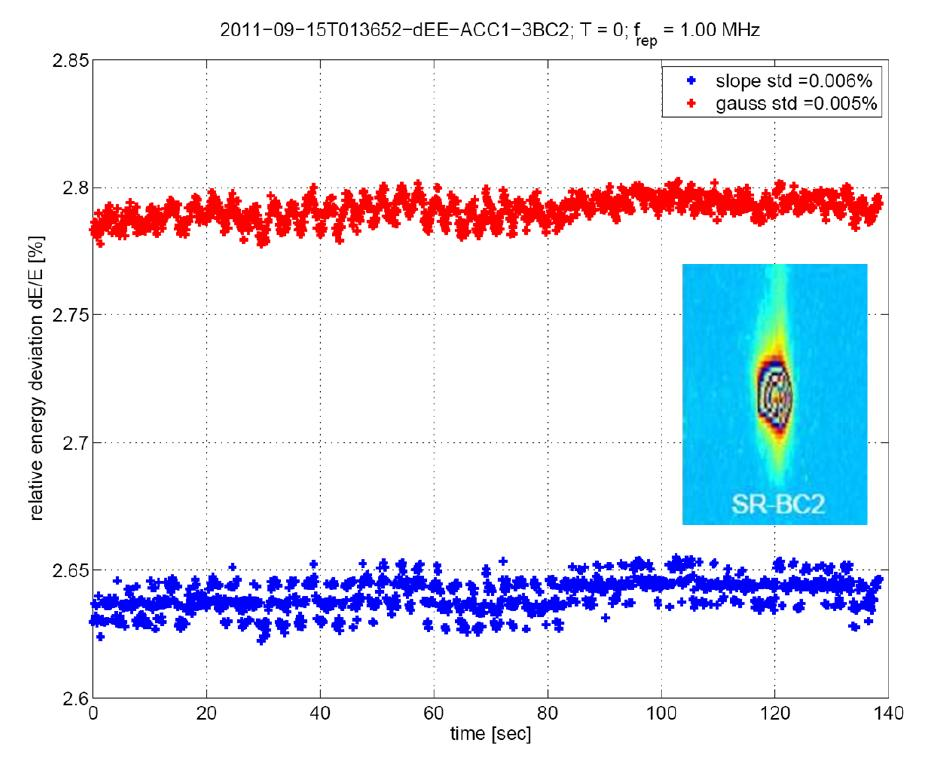 2011−09−15T013652−dEE−ACC1−3BC2; T = 0; f_rep = 1.00 MHz
slope std =0.006%
gauss std =0.005%
2.85
2.8
2.75
2.7
2.65
2.6
relative energy deviation dE/E [%]
SR-BC2
0 20 40 60 80 100 120 140
time [sec]